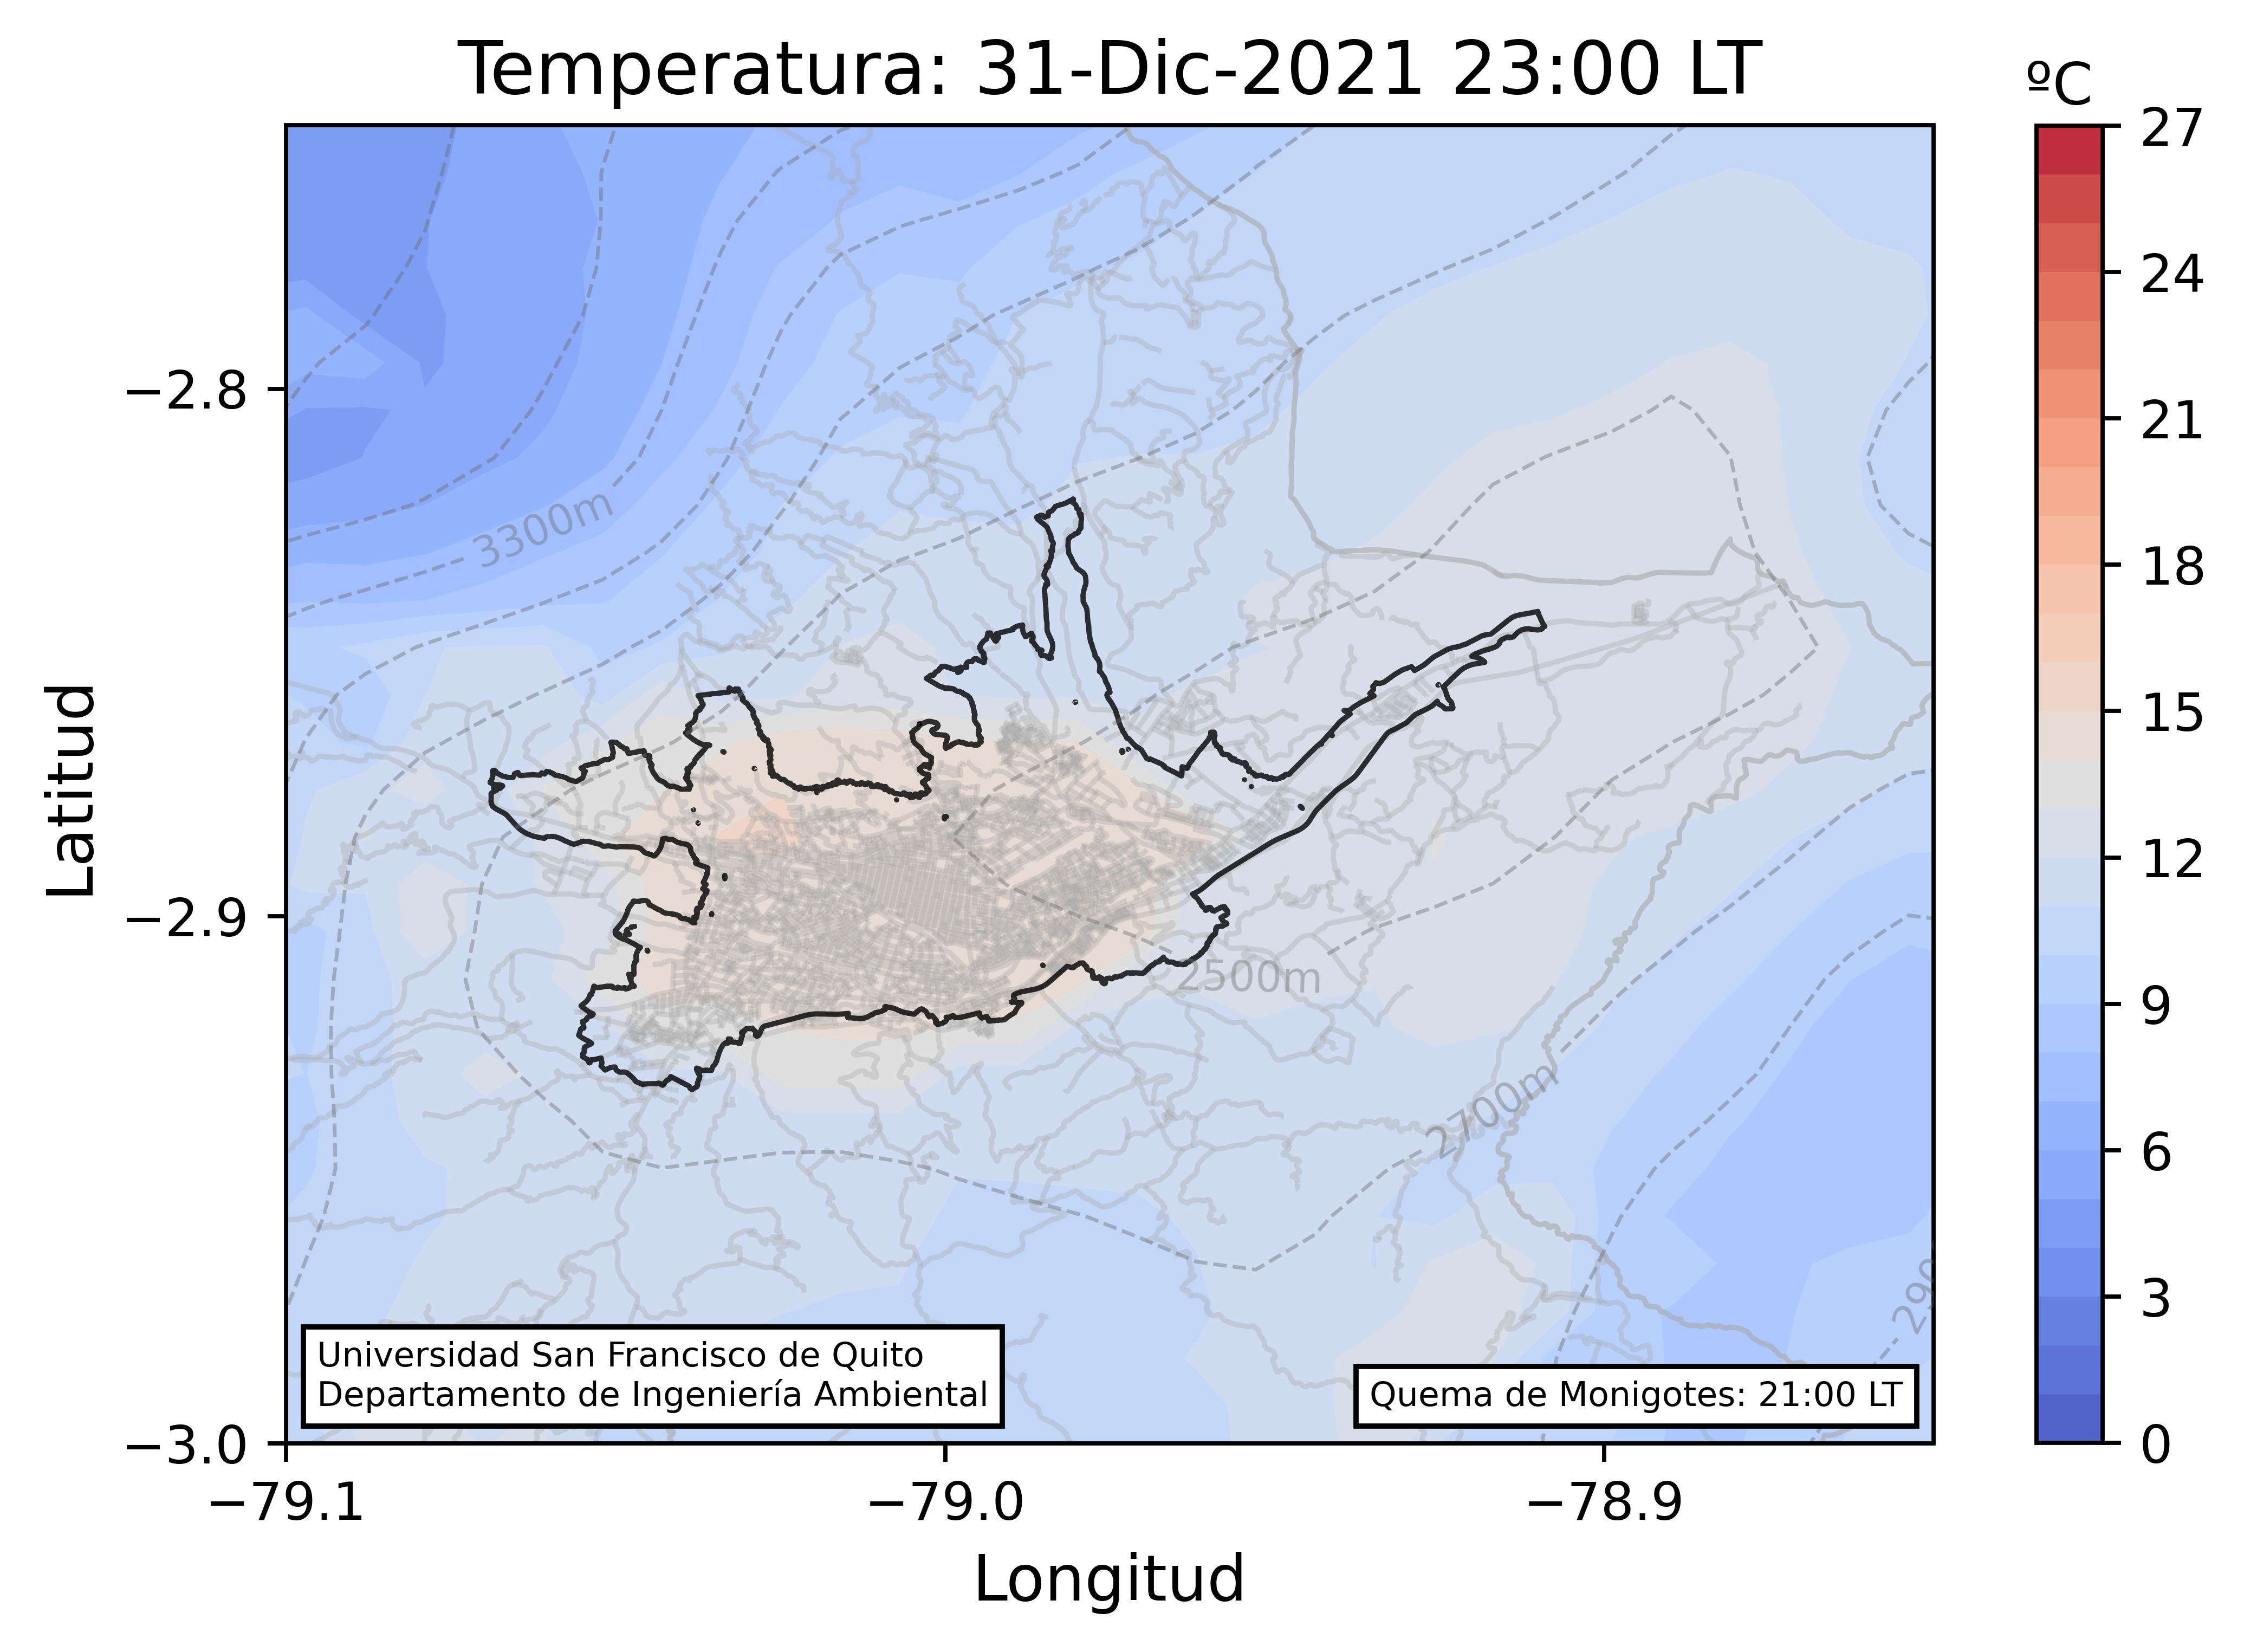 Temperatura: 31-Dic-2021 23:00 LT
ºC
27
24
21
18
15
12
9
6
3
0
Latitud
−2.8
−2.9
−3.0
3300m
2500m
2700m
Universidad San Francisco de Quito
Departamento de Ingeniería Ambiental
Quema de Monigotes: 21:00 LT
−79.1
−79.0
−78.9
Longitud